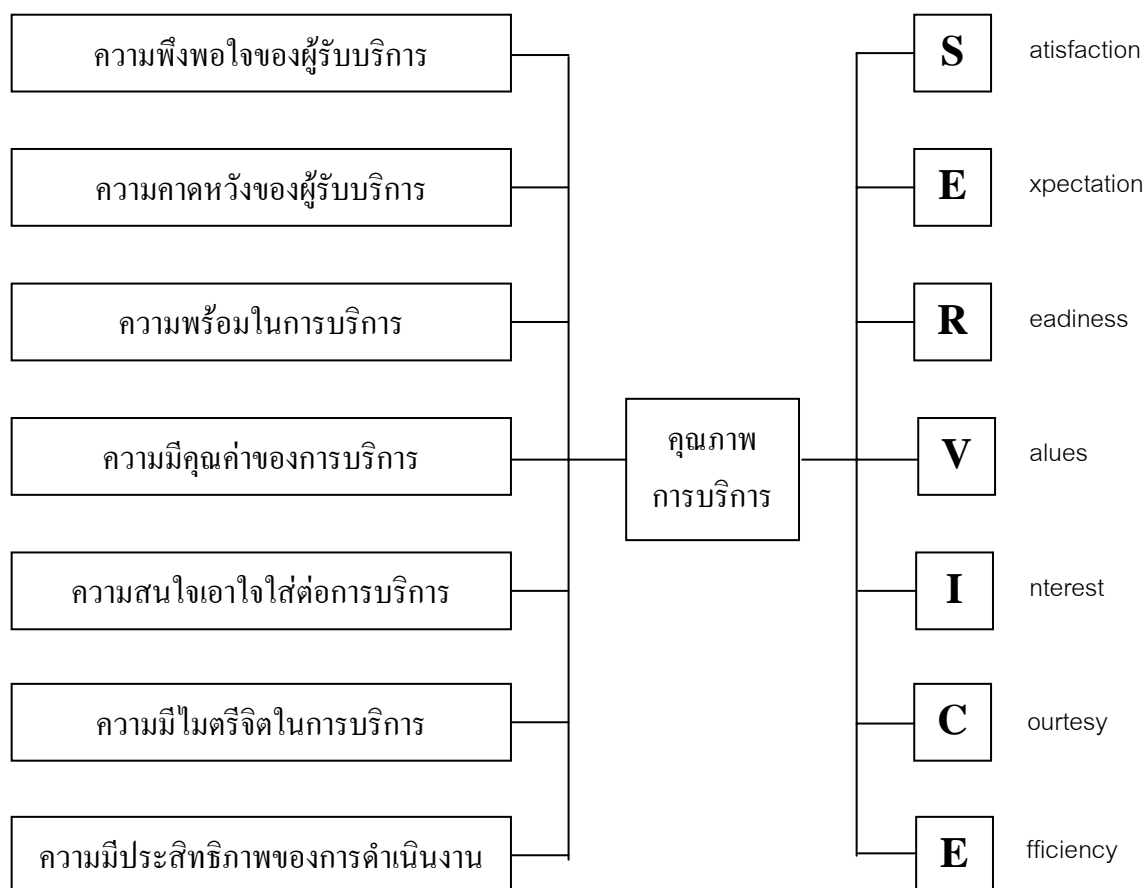 ความพึงพอใจของผู้รับบริการ
S atisfaction
ความคาดหวังของผู้รับบริการ
E xpectation
ความพร้อมในการบริการ
R eadiness
ความมีคุณค่าของการบริการ
คุณภาพ
การบริการ
V alues
ความสนใจเอาใจใส่ต่อการบริการ
I nterest
ความมีไมตรีจิตในการบริการ
C ourtesy
ความมีประสิทธิภาพของการดำเนินงาน
E fficiency